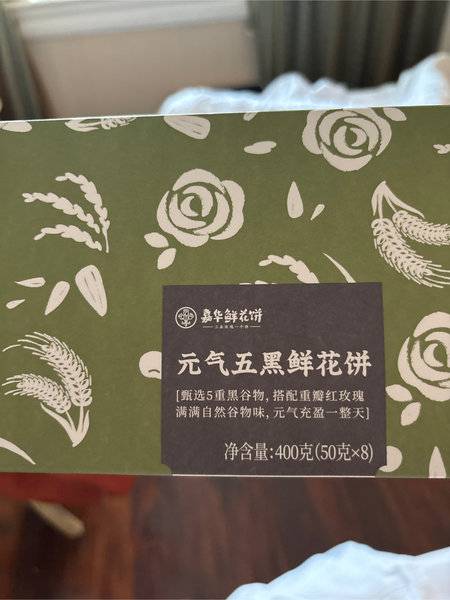 嘉华鲜花饼
元气五黑鲜花饼
[甄选5重黑谷物, 搭配重瓣红玫瑰
满满自然谷物味, 元气充盈一整天]
净含量:400克(50克×8)